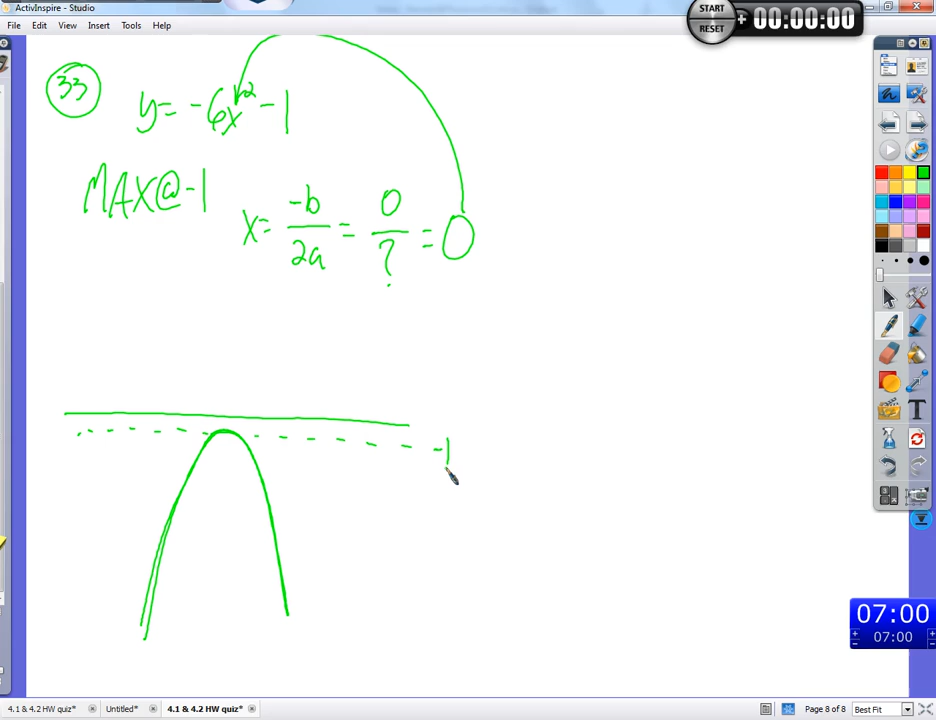 ActivInspire - Studio
START
RESET
00:00:00
File Edit View Insert Tools Help
33
y = -6x² - 1
MAX@ -1
x = -b/2a = 0/? = 0
-1
07:00
07:00
4.1 & 4.2 HW quiz* Untitled* 4.1 & 4.2 HW quiz*
Page 8 of 8
Best Fit